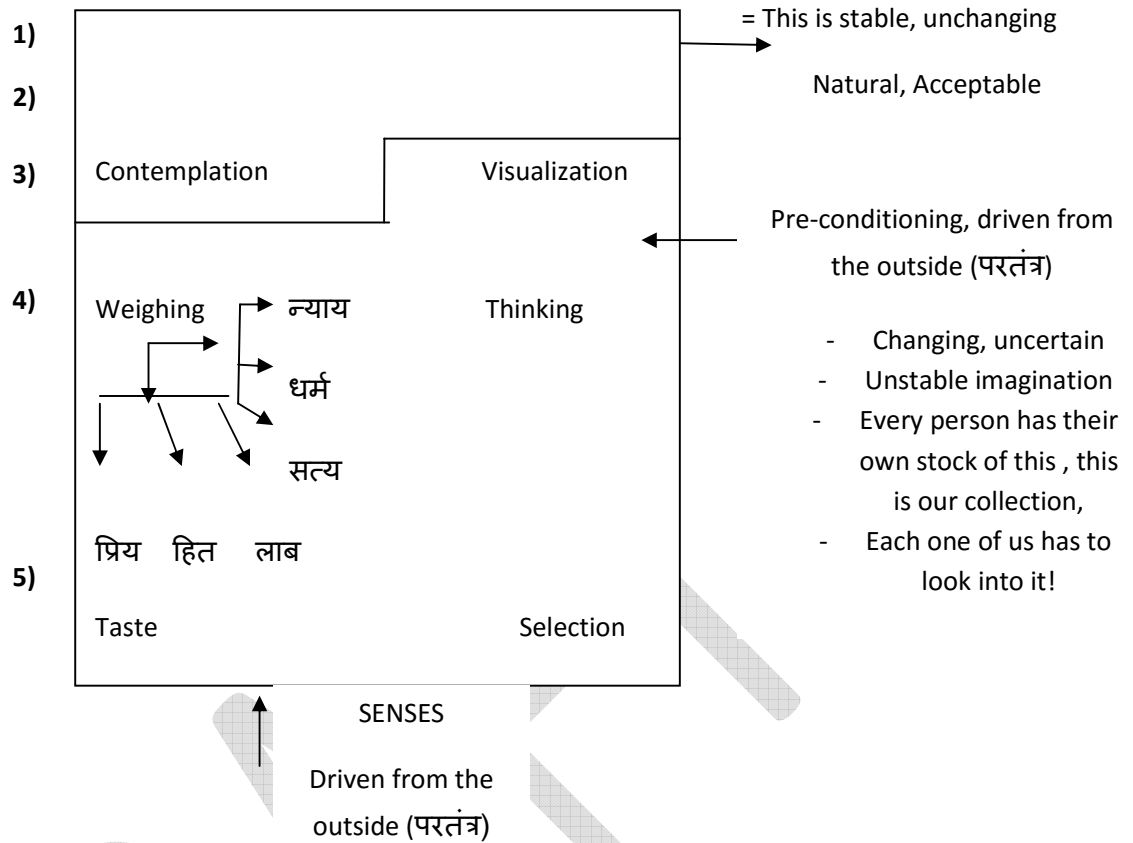 = This is stable, unchanging
1)
2)
Natural, Acceptable
3) Contemplation Visualization
Pre-conditioning, driven from
the outside (परतंत्र)
4) Weighing न्याय Thinking
धर्म
सत्य
- Changing, uncertain
- Unstable imagination
- Every person has their
own stock of this , this
is our collection,
- Each one of us has to
look into it!
प्रिय हित लाब
5)
Taste Selection
SENSES
Driven from the
outside (परतंत्र)